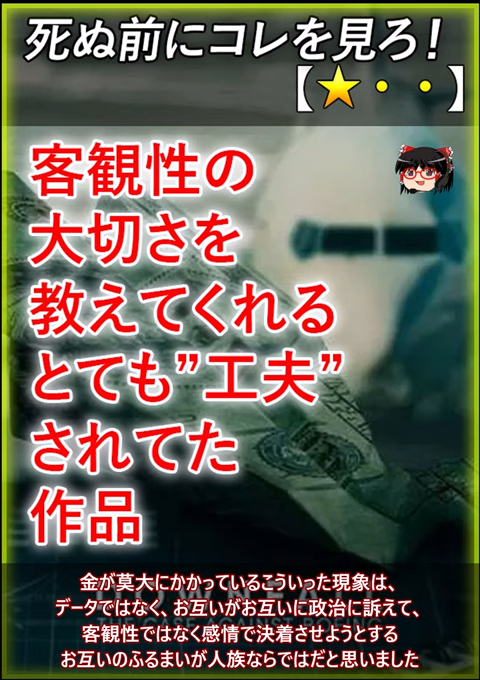 死ぬ前にコレを見ろ!
【★・・】
客観性の
大切さを
教えてくれる
とても”工夫”
されてた
作品
金が莫大にかかっているこういった現象は、
データではなく、お互いがお互いに政治に訴えて、
客観性ではなく感情で決着させようとする
お互いのふるまいが人族ならではだと思いました